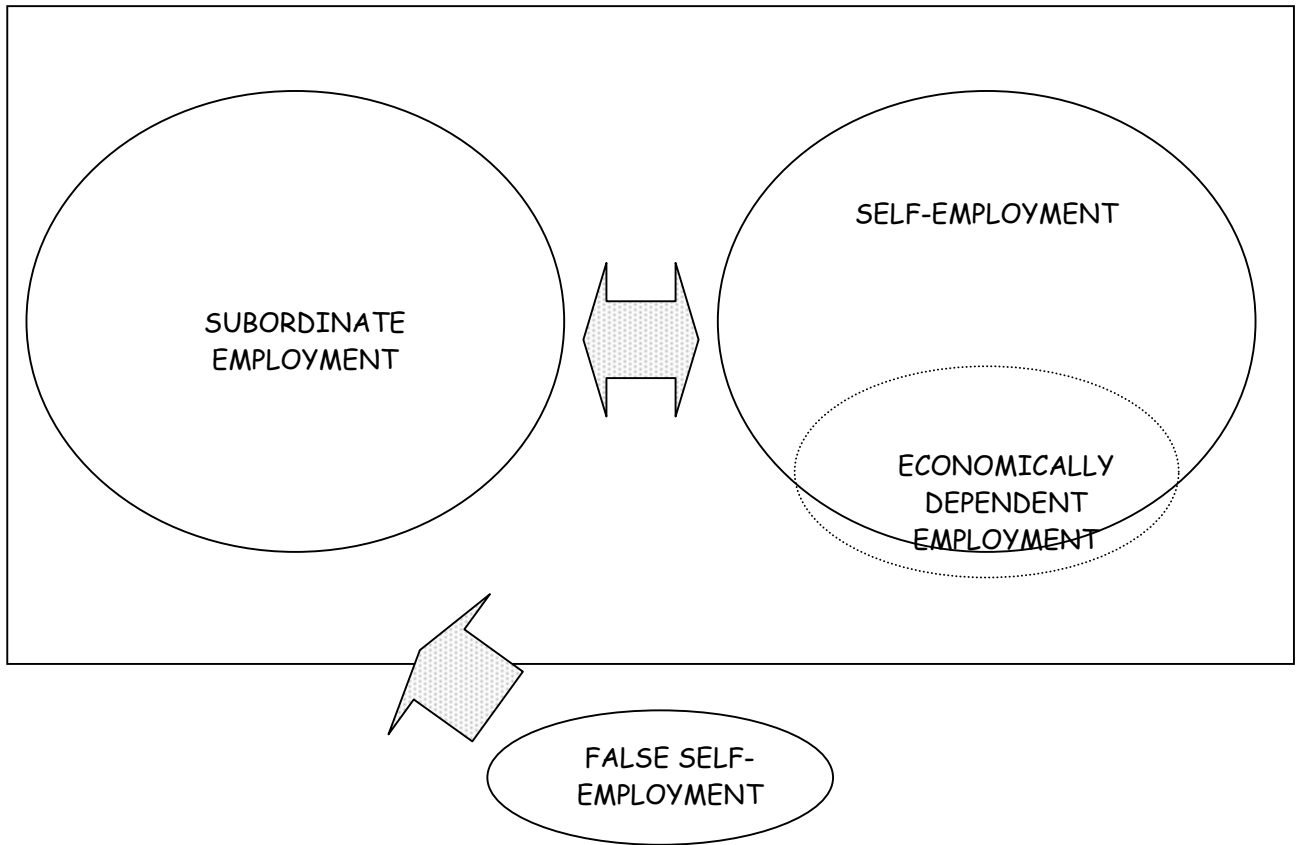 SELF-EMPLOYMENT
SUBORDINATE
EMPLOYMENT
ECONOMICALLY
DEPENDENT
EMPLOYMENT
FALSE SELF-
EMPLOYMENT